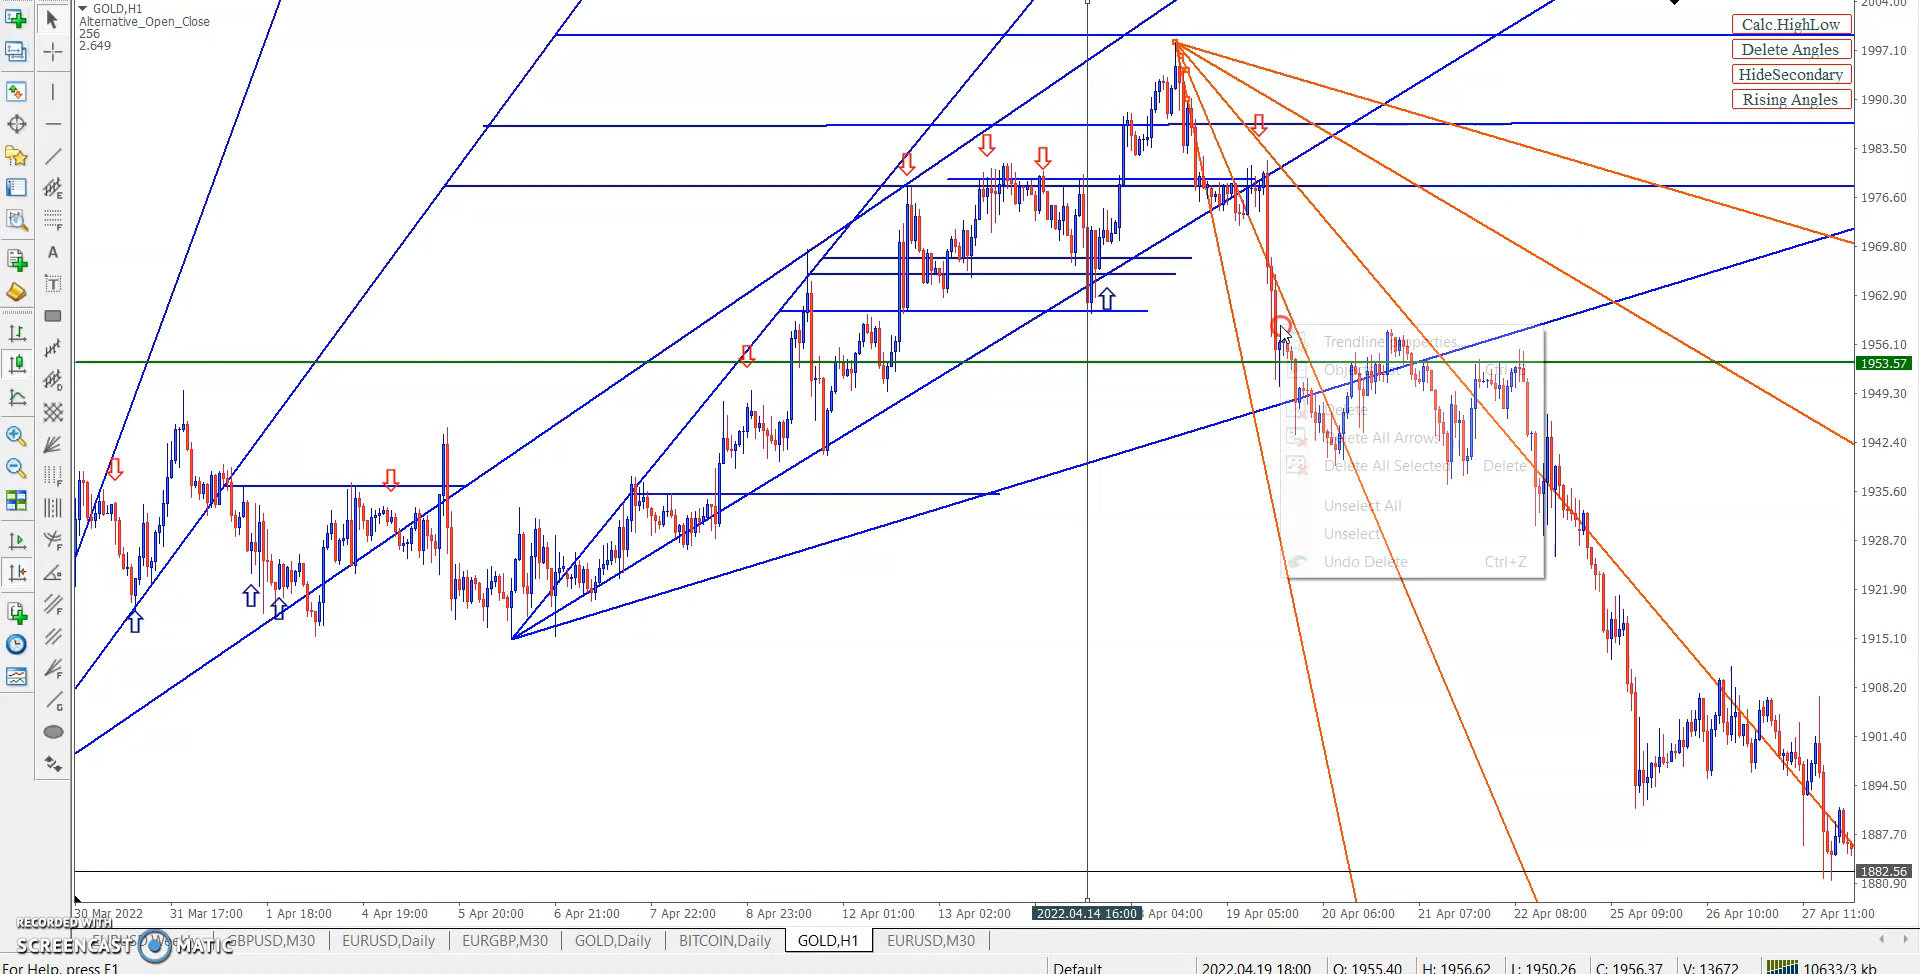 GOLD,H1
Alternative_Open_Close
256
2.649
Calc.HighLow
Delete Angles
HideSecondary
Rising Angles
2004.00
1997.10
1990.30
1983.50
1976.60
1969.80
1962.90
1956.10
1953.57
1949.30
1942.40
1935.60
1928.70
1921.90
1915.10
1908.20
1901.40
1894.50
1887.70
1882.56
1880.90
Delete
Delete All Arrows
Delete All Selected Delete
Unselect All
Unselect
Undo Delete Ctrl+Z
30 Mar 2022 31 Mar 17:00 1 Apr 18:00 4 Apr 19:00 5 Apr 20:00 6 Apr 21:00 7 Apr 22:00 8 Apr 23:00 12 Apr 01:00 13 Apr 02:00 2022.04.14 16:00 Apr 04:00 19 Apr 05:00 20 Apr 06:00 21 Apr 07:00 22 Apr 08:00 25 Apr 09:00 26 Apr 10:00 27 Apr 11:00
RECORDED WITH
SCREENCAST MATIC
GBPUSD,M30 EURUSD,Daily EURGBP,M30 GOLD,Daily BITCOIN,Daily GOLD,H1 EURUSD,M30
For Help, press F1 Default 2022.04.19 18:00 O: 1955.40 H: 1956.62 L: 1950.26 C: 1956.37 V: 13672 10633/3 kb